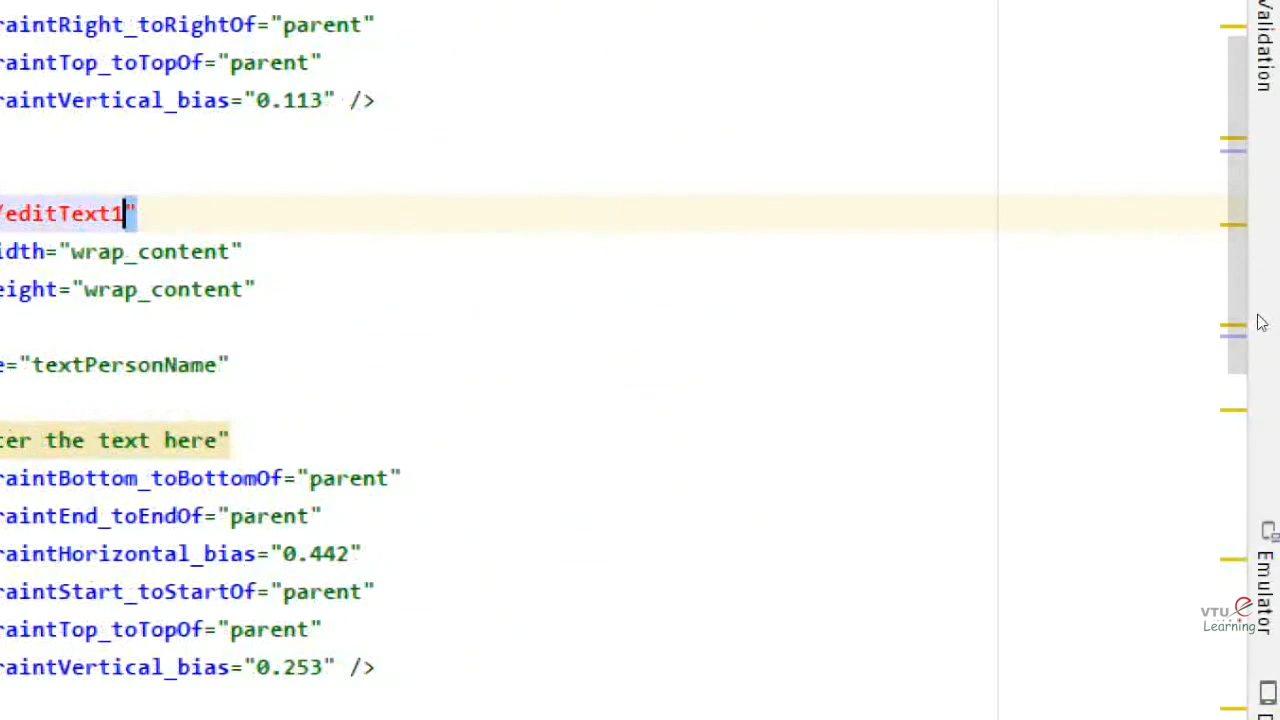 raintRight_toRightOf="parent"
raintTop_toTopOf="parent"
raintVertical_bias="0.113" />
/editText1"
idth="wrap_content"
eight="wrap_content"
e="textPersonName"
ter the text here"
raintBottom_toBottomOf="parent"
raintEnd_toEndOf="parent"
raintHorizontal_bias="0.442"
raintStart_toStartOf="parent"
raintTop_toTopOf="parent"
raintVertical_bias="0.253" />
Validation
Emulator
VTU e
Learning